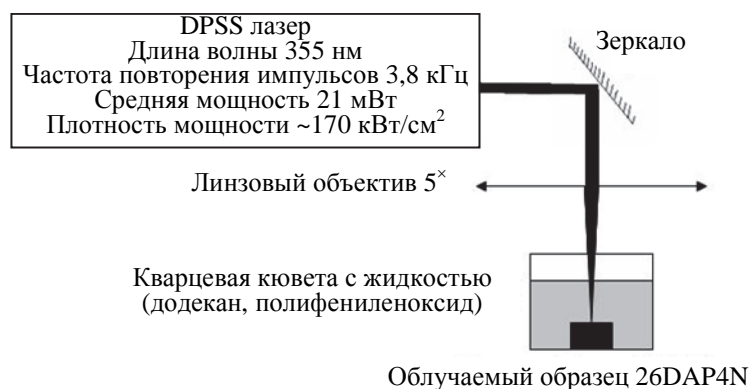 DPSS лазер
Длина волны 355 нм
Частота повторения импульсов 3,8 кГц
Средняя мощность 21 мВт
Плотность мощности ~170 кВт/см²
Зеркало
Линзовый объектив 5ˣ
Кварцевая кювета с жидкостью
(додекан, полифениленоксид)
Облучаемый образец 26DAP4N